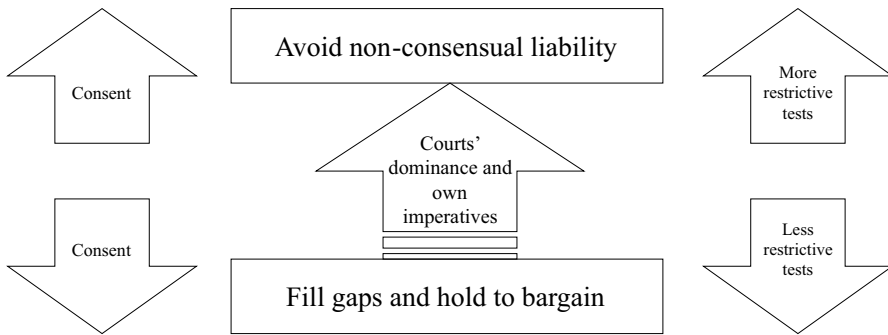 Avoid non-consensual liability
Consent
More
restrictive
tests
Courts'
dominance and
own
imperatives
Consent
Less
restrictive
tests
Fill gaps and hold to bargain